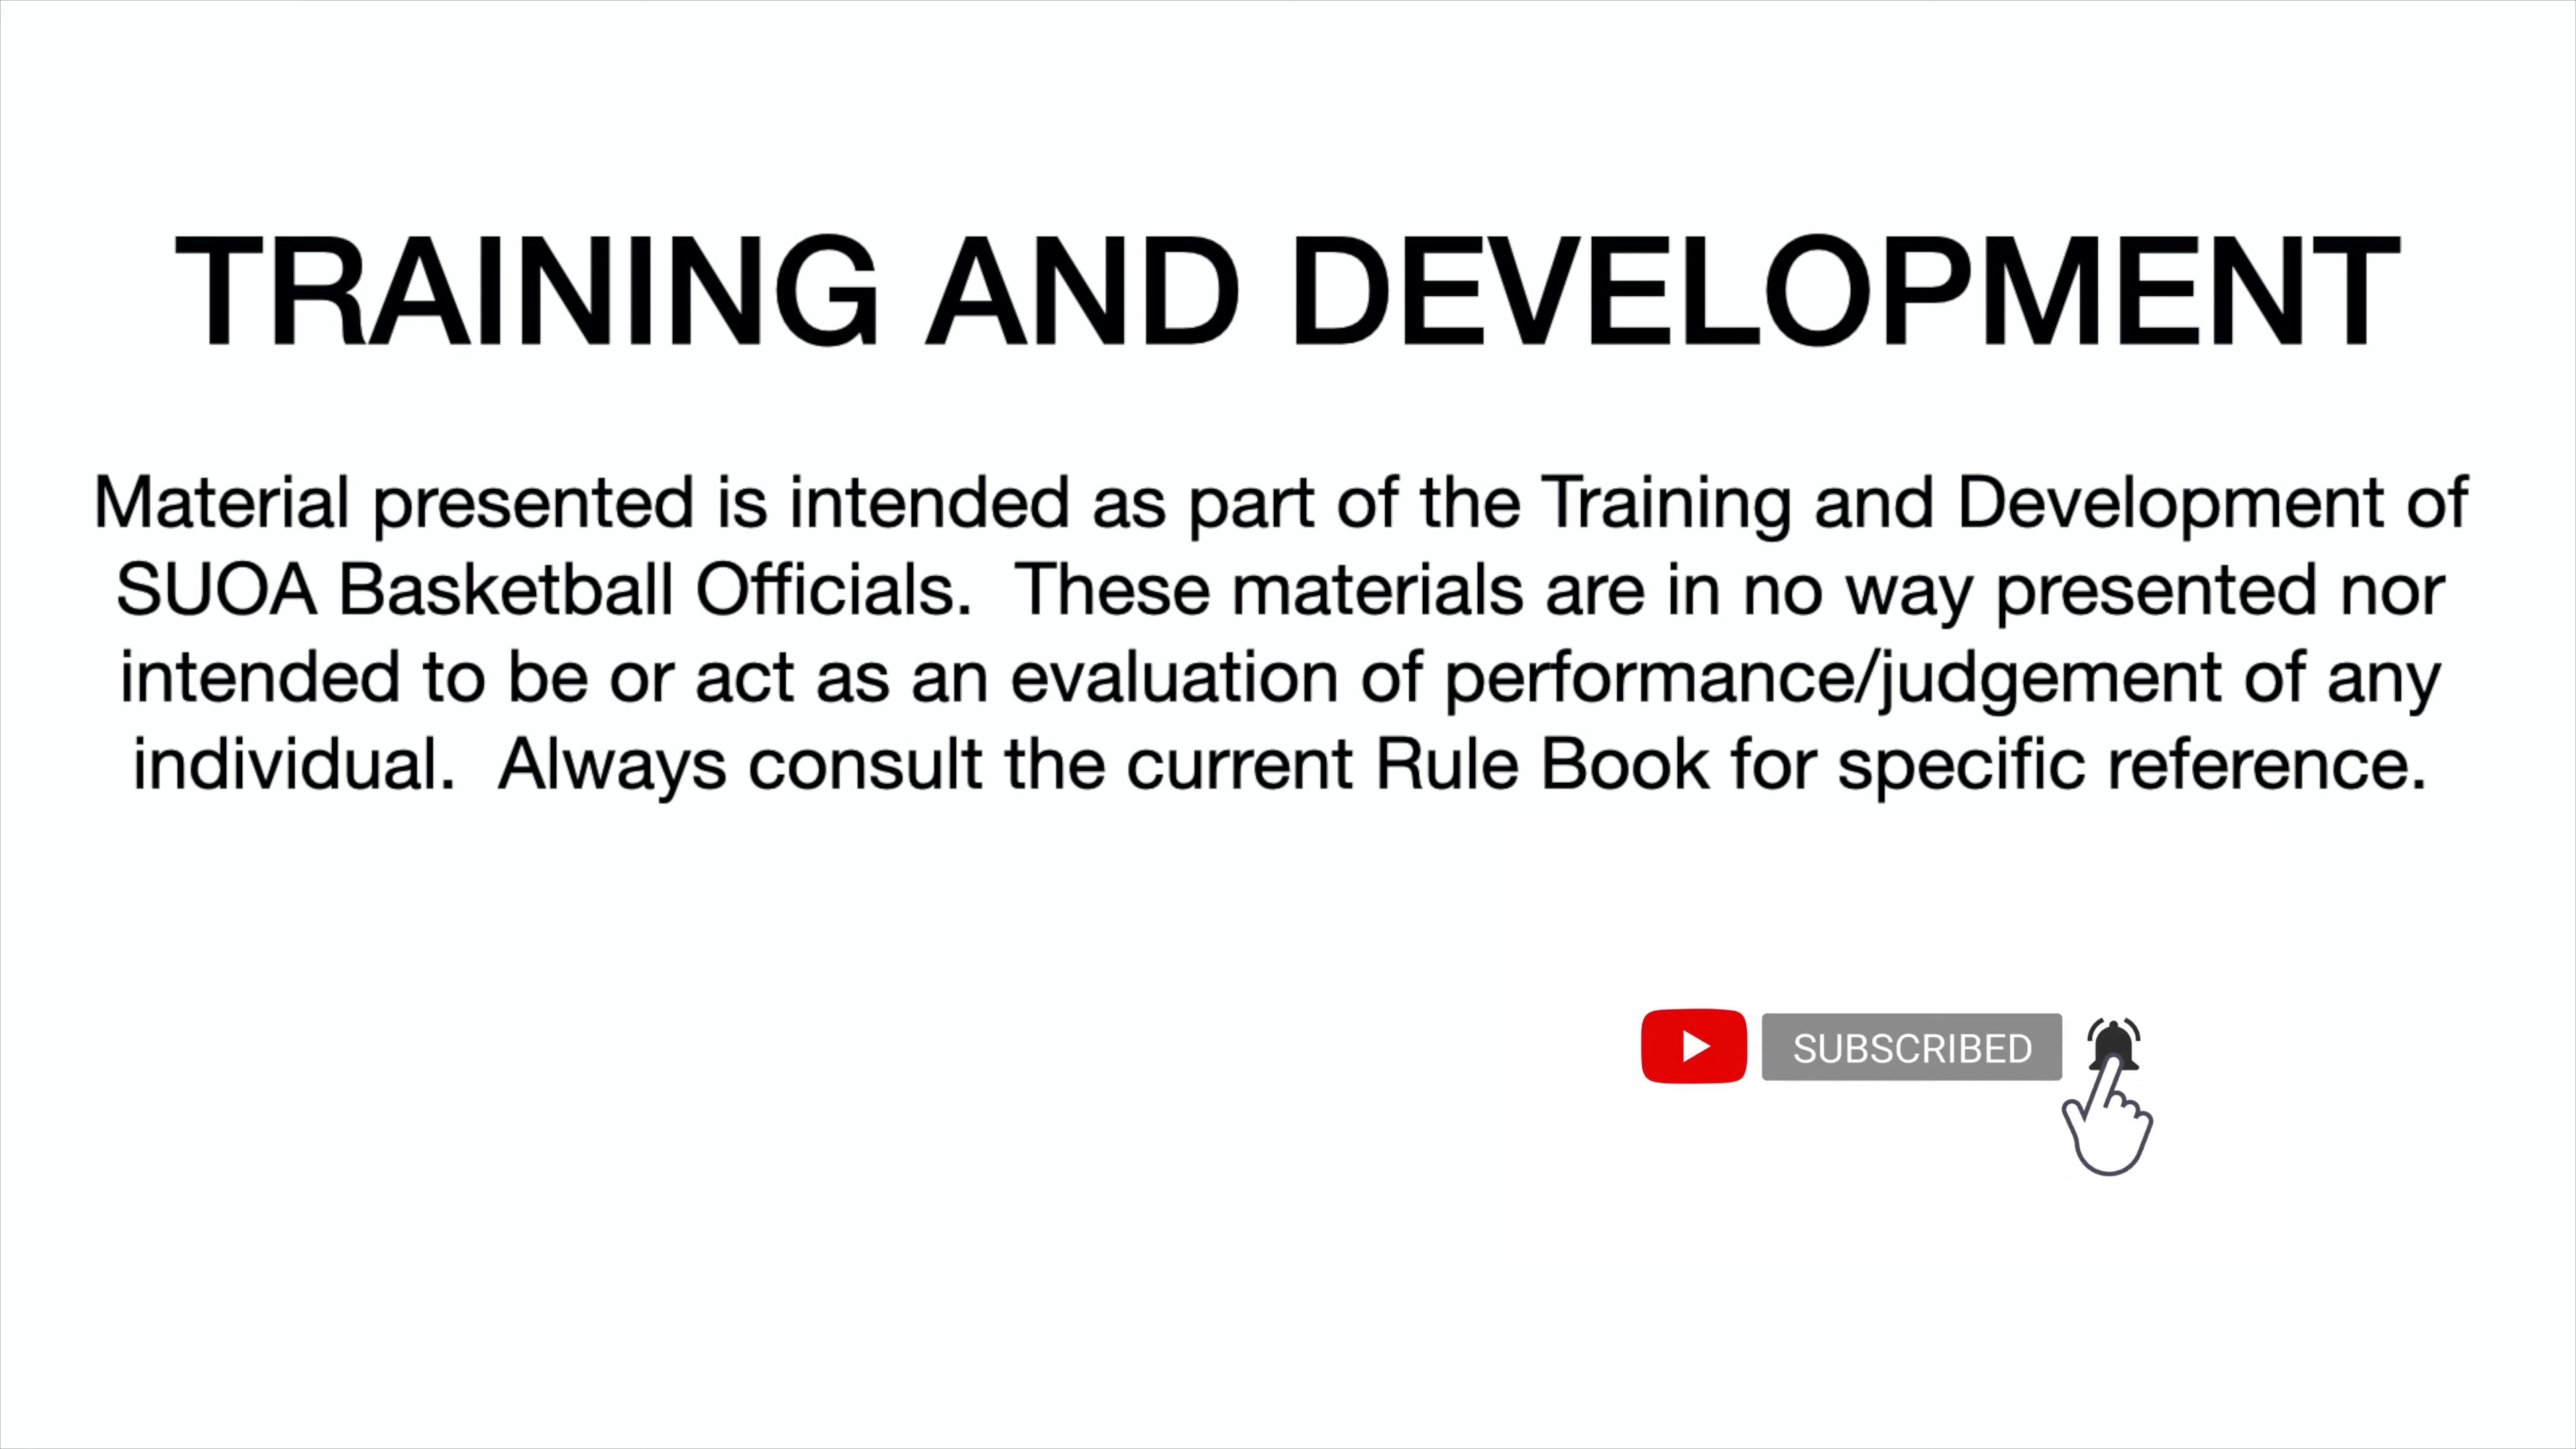 TRAINING AND DEVELOPMENT
Material presented is intended as part of the Training and Development of
SUOA Basketball Officials.  These materials are in no way presented nor
intended to be or act as an evaluation of performance/judgement of any
individual.  Always consult the current Rule Book for specific reference.
SUBSCRIBED